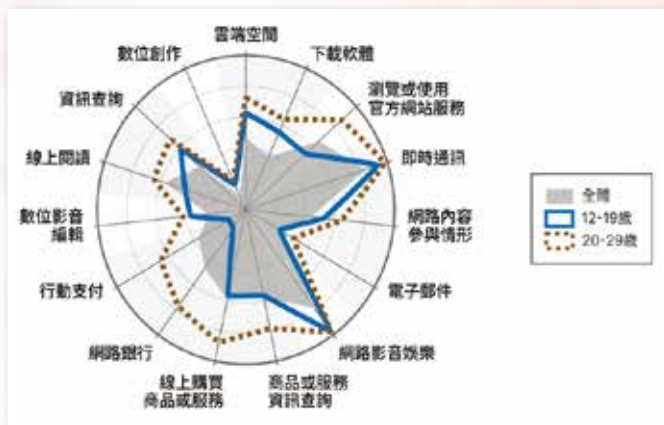 雲端空間
下載軟體
瀏覽或使用
官方網站服務
即時通訊
網路內容
參與情形
電子郵件
網路影音娛樂
商品或服務
資訊查詢
線上購買
商品或服務
網路銀行
行動支付
數位影音
編輯
線上閱讀
資訊查詢
數位創作
全體
12-19歲
20-29歲